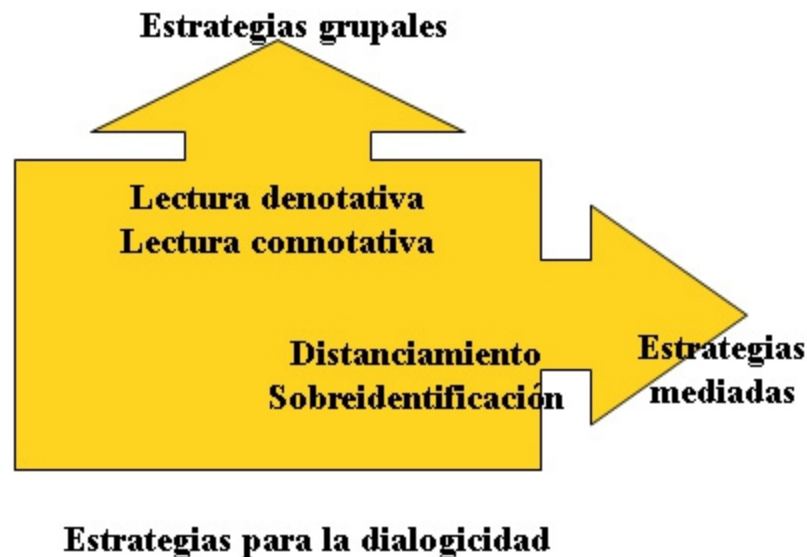 Estrategias grupales
Lectura denotativa
Lectura connotativa
Distanciamiento
Sobreidentificación
Estrategias
mediadas
Estrategias para la dialogicidad